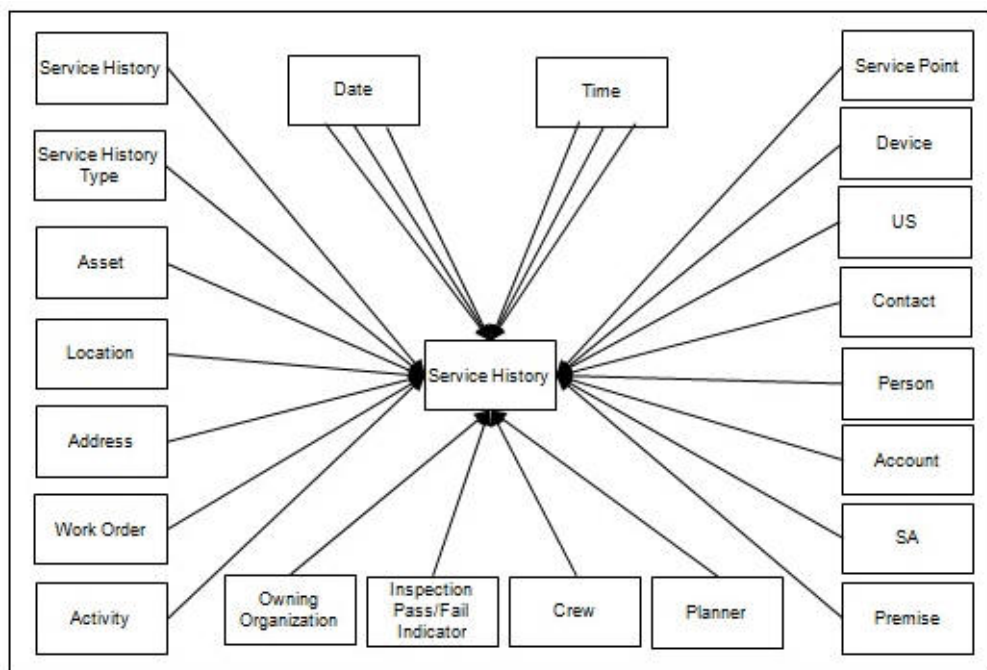 Service History
Date
Time
Service Point
Service History
Type
Device
Asset
US
Location
Contact
Service History
Person
Address
Account
Work Order
SA
Activity
Owning
Organization
Inspection
Pass/Fail
Indicator
Crew
Planner
Premise